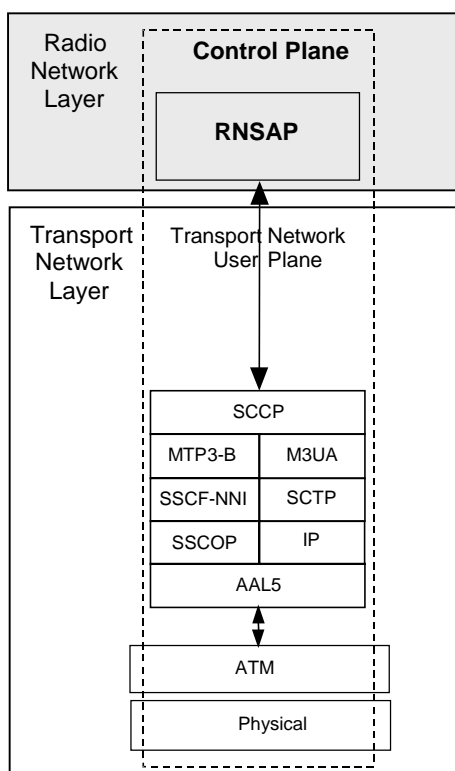 Radio
Network
Layer
Control Plane
RNSAP
Transport
Network
Layer
Transport Network
User Plane
SCCP
MTP3-B
M3UA
SSCF-NNI
SCTP
SSCOP
IP
AAL5
ATM
Physical